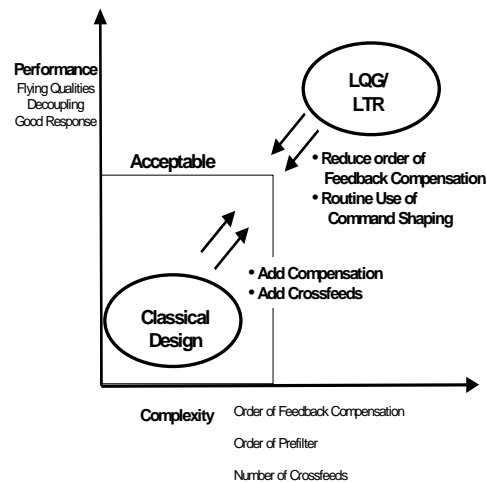 Performance
Flying Qualities
Decoupling
Good Response
LQG/
LTR
• Reduce order of
Feedback Compensation
• Routine Use of
Command Shaping
Acceptable
• Add Compensation
• Add Crossfeeds
Classical
Design
Complexity
Order of Feedback Compensation
Order of Prefilter
Number of Crossfeeds